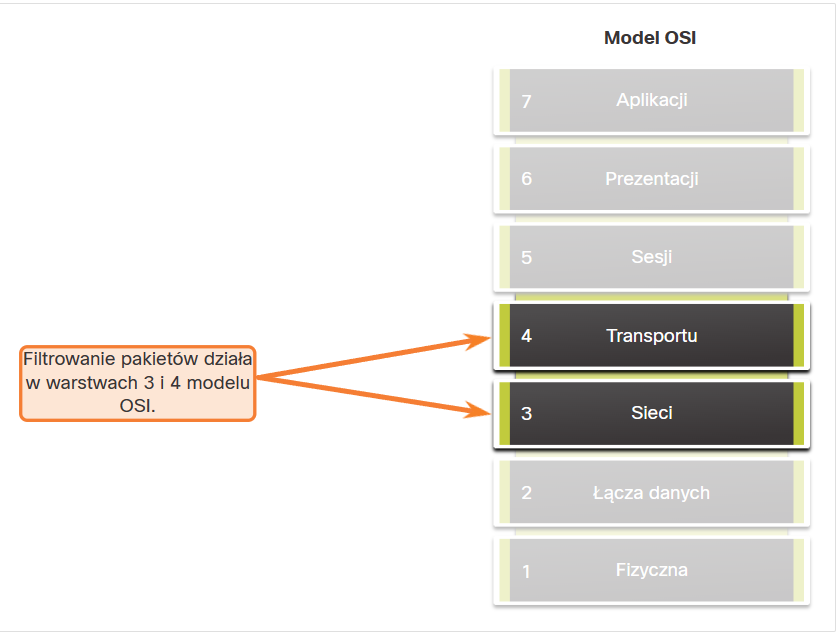 Model OSI
7 Aplikacji
6 Prezentacji
5 Sesji
4 Transportu
Filtrowanie pakietów działa
w warstwach 3 i 4 modelu
OSI.
3 Sieci
2 Łącza danych
1 Fizyczna